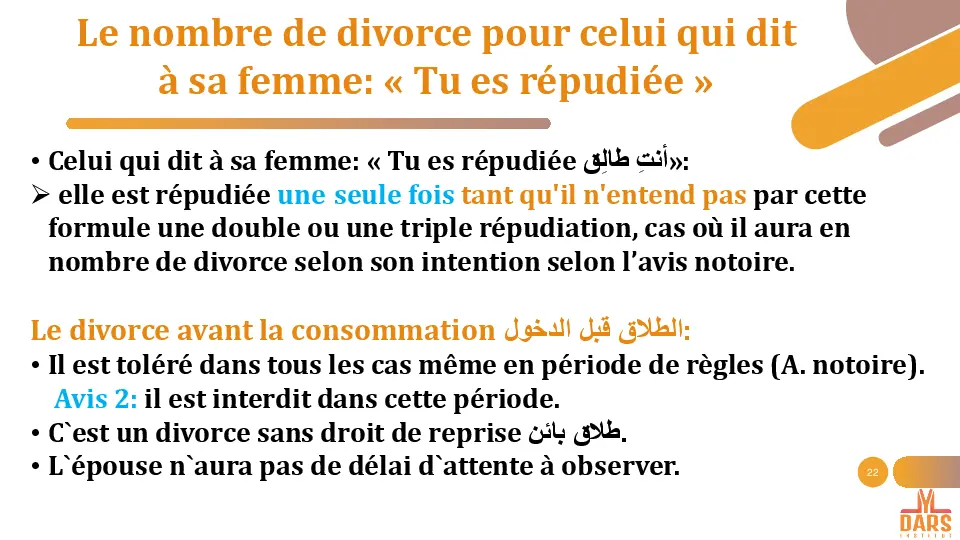 Le nombre de divorce pour celui qui dit
à sa femme: « Tu es répudiée »
• Celui qui dit à sa femme: « Tu es répudiée أنتِ طالِق»:
➢ elle est répudiée une seule fois tant qu'il n'entend pas par cette
formule une double ou une triple répudiation, cas où il aura en
nombre de divorce selon son intention selon l’avis notoire.
Le divorce avant la consommation الطلاق قبل الدخول:
• Il est toléré dans tous les cas même en période de règles (A. notoire).
Avis 2: il est interdit dans cette période.
• C`est un divorce sans droit de reprise طلاق بائن.
• L`épouse n`aura pas de délai d`attente à observer.
22
DARS
INSTITUT